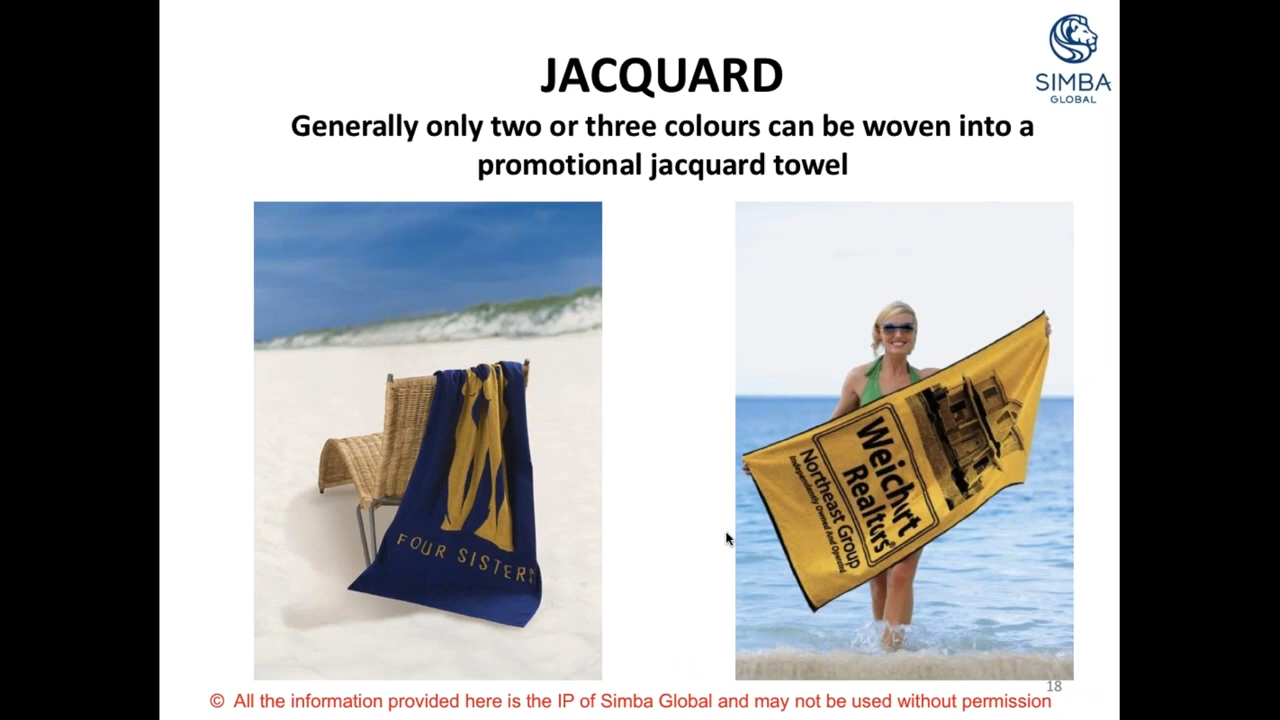 SIMBA
GLOBAL
JACQUARD
Generally only two or three colours can be woven into a
promotional jacquard towel
FOUR SISTERS
Weichert
Realtors®
Northeast Group
Independently Owned And Operated
18
© All the information provided here is the IP of Simba Global and may not be used without permission